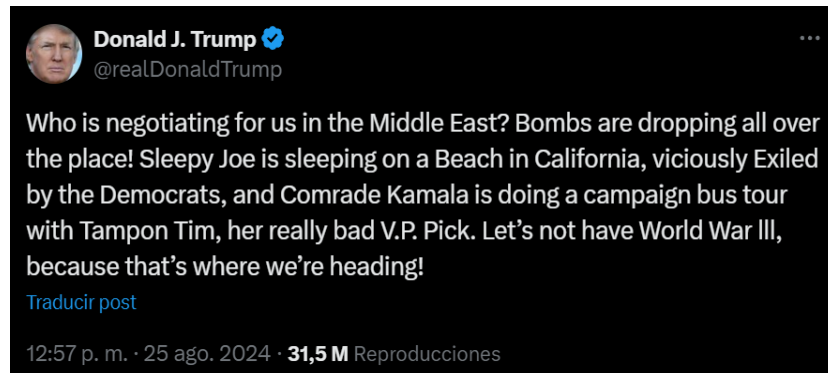 Donald J. Trump
@realDonaldTrump
Who is negotiating for us in the Middle East? Bombs are dropping all over
the place! Sleepy Joe is sleeping on a Beach in California, viciously Exiled
by the Democrats, and Comrade Kamala is doing a campaign bus tour
with Tampon Tim, her really bad V.P. Pick. Let’s not have World War lll,
because that’s where we’re heading!
Traducir post
12:57 p. m. · 25 ago. 2024 · 31,5 M Reproducciones